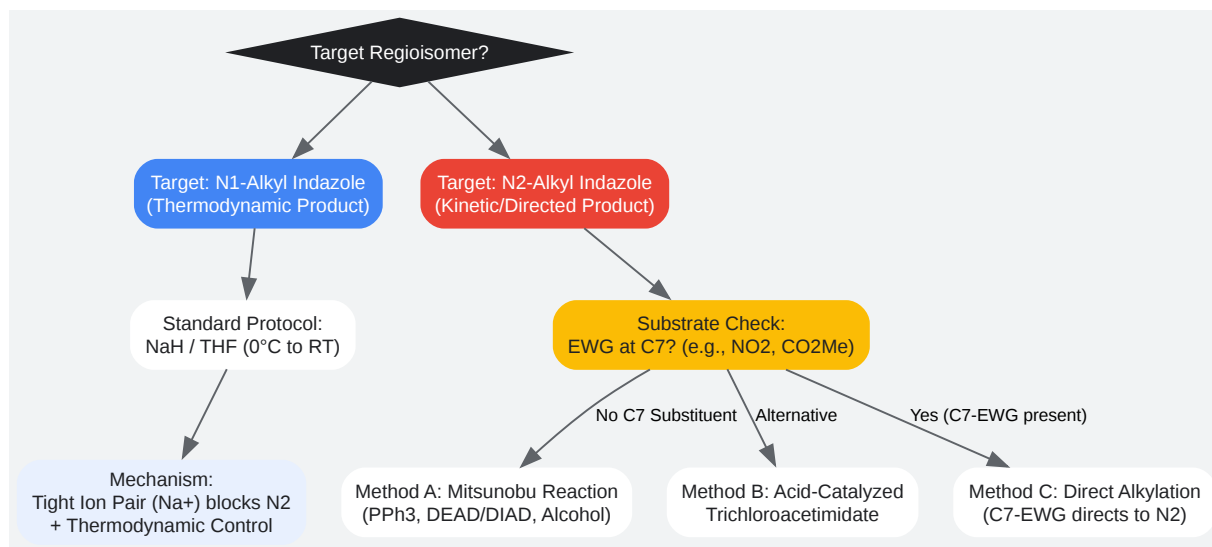 Target Regioisomer?
Target: N1-Alkyl Indazole
(Thermodynamic Product)
Target: N2-Alkyl Indazole
(Kinetic/Directed Product)
Standard Protocol:
NaH / THF (0°C to RT)
Substrate Check:
EWG at C7? (e.g., NO2, CO2Me)
No C7 Substituent
Alternative
Yes (C7-EWG present)
Mechanism:
Tight Ion Pair (Na+) blocks N2
+ Thermodynamic Control
Method A: Mitsunobu Reaction
(PPh3, DEAD/DIAD, Alcohol)
Method B: Acid-Catalyzed
Trichloroacetimidate
Method C: Direct Alkylation
(C7-EWG directs to N2)